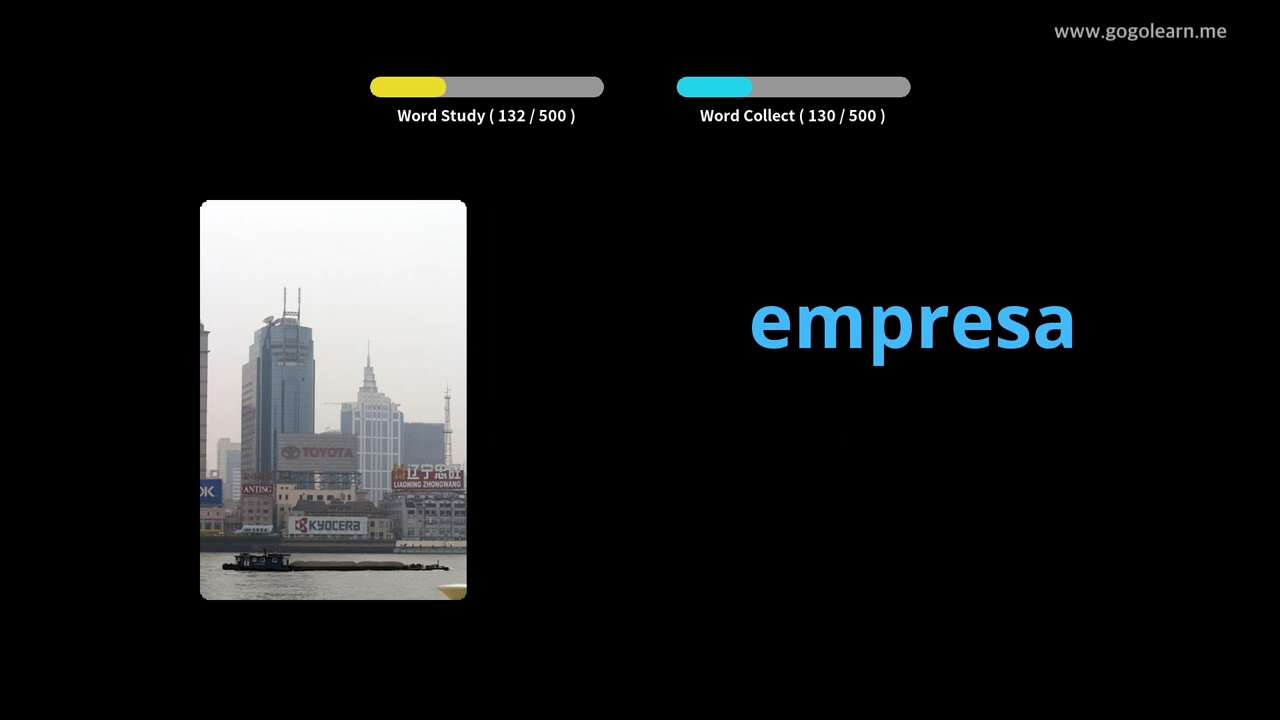 www.gogolearn.me
Word Study ( 132 / 500 )
Word Collect ( 130 / 500 )
empresa
TOYOTA
辽宁忠旺
LIAONING ZHONGWANG
OK
ANTING
KYOCERA